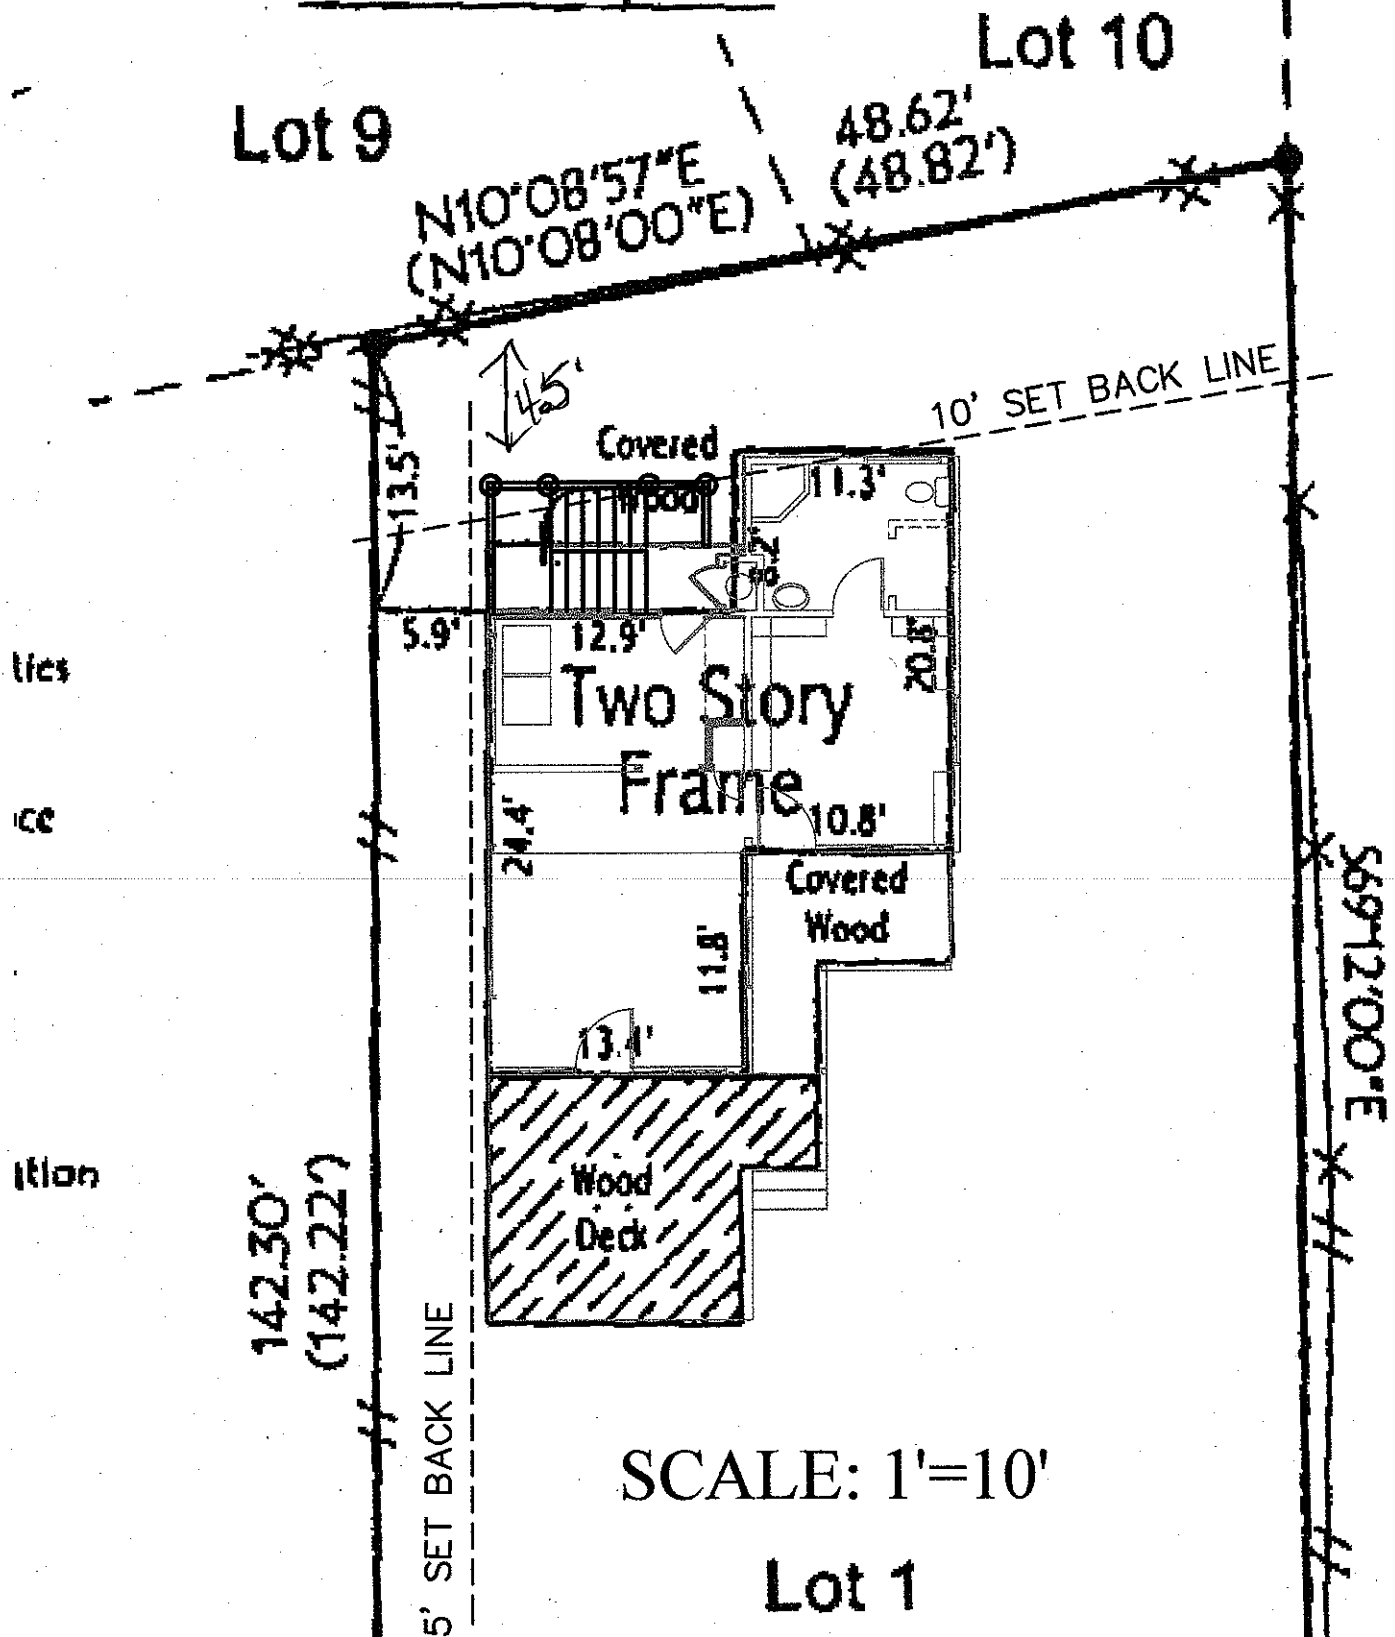 Lot 10
Lot 9
48.62'
(48.82')
N10°08'57"E
(N10°08'00"E)
10' SET BACK LINE
4.5'
13.5'
Covered
Wood
11.3'
8.2'
5.9'
12.9'
20.8'
Two Story
Frame
24.4'
10.8'
Covered
Wood
11.8'
13.4'
S69°12'00"E
Wood
Deck
142.30'
(142.22')
5' SET BACK LINE
SCALE: 1'=10'
Lot 1